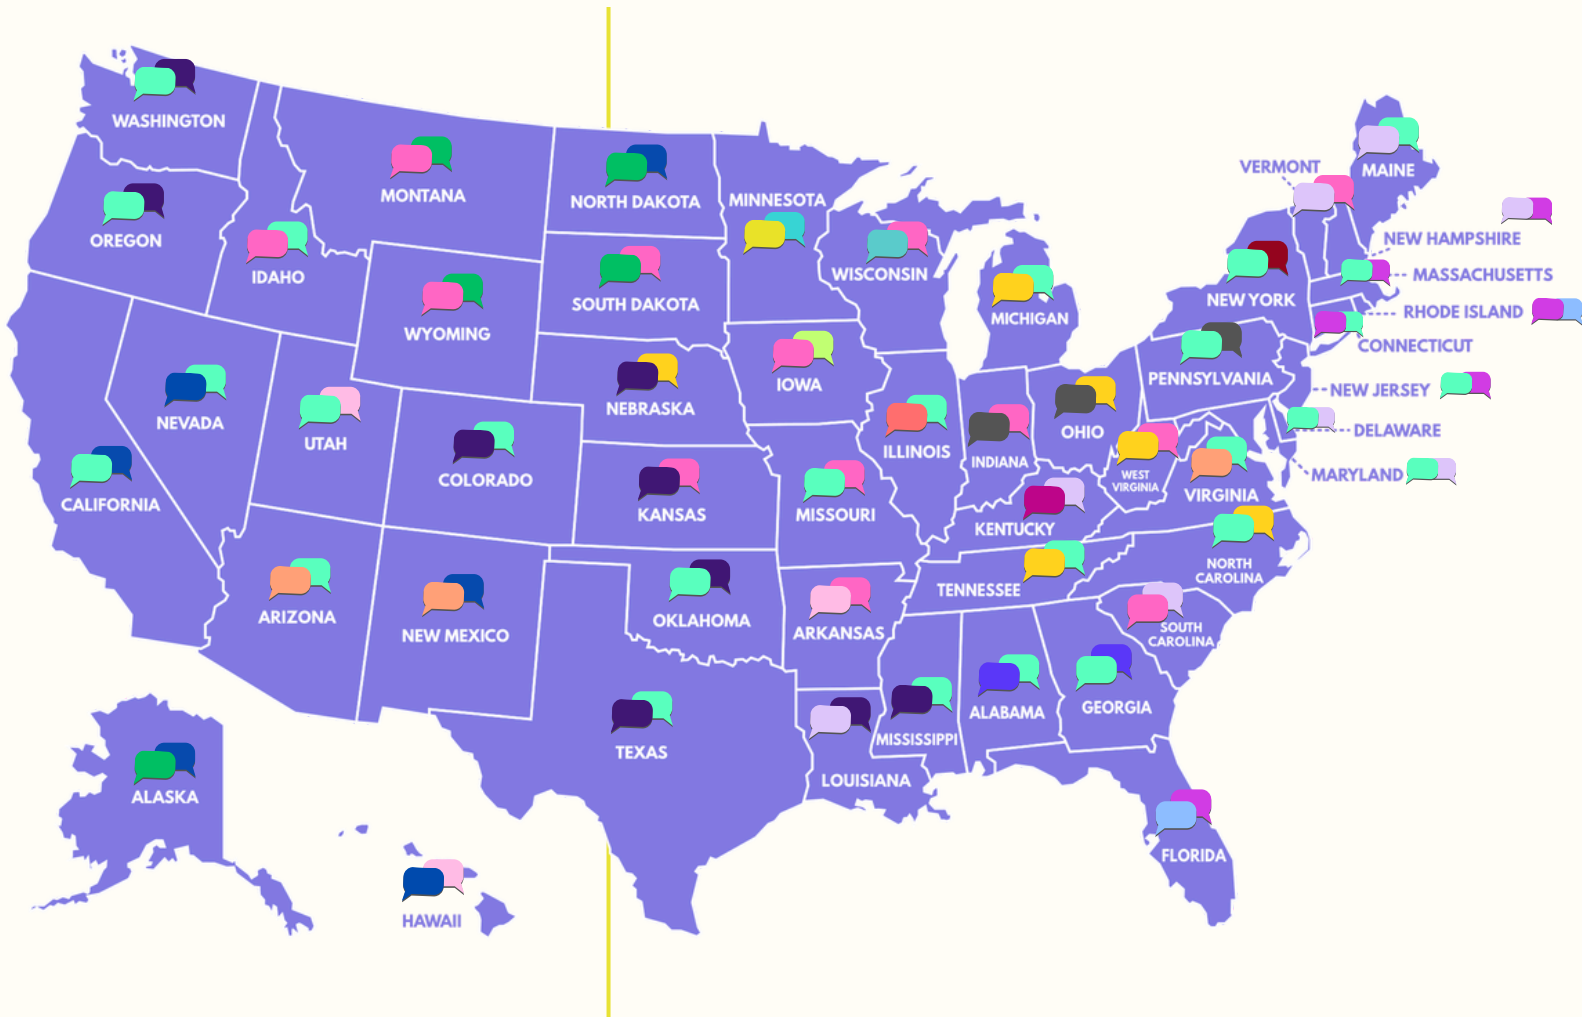 WASHINGTON
OREGON
IDAHO
MONTANA
NORTH DAKOTA
MINNESOTA
SOUTH DAKOTA
WYOMING
WISCONSIN
MICHIGAN
VERMONT
MAINE
NEW HAMPSHIRE
MASSACHUSETTS
NEW YORK
RHODE ISLAND
CONNECTICUT
NEVADA
UTAH
CALIFORNIA
COLORADO
NEBRASKA
IOWA
KANSAS
MISSOURI
ILLINOIS
INDIANA
OHIO
PENNSYLVANIA
NEW JERSEY
DELAWARE
MARYLAND
WEST
VIRGINIA
VIRGINIA
KENTUCKY
TENNESSEE
NORTH
CAROLINA
SOUTH
CAROLINA
ARIZONA
NEW MEXICO
OKLAHOMA
ARKANSAS
TEXAS
LOUISIANA
MISSISSIPPI
ALABAMA
GEORGIA
FLORIDA
ALASKA
HAWAII